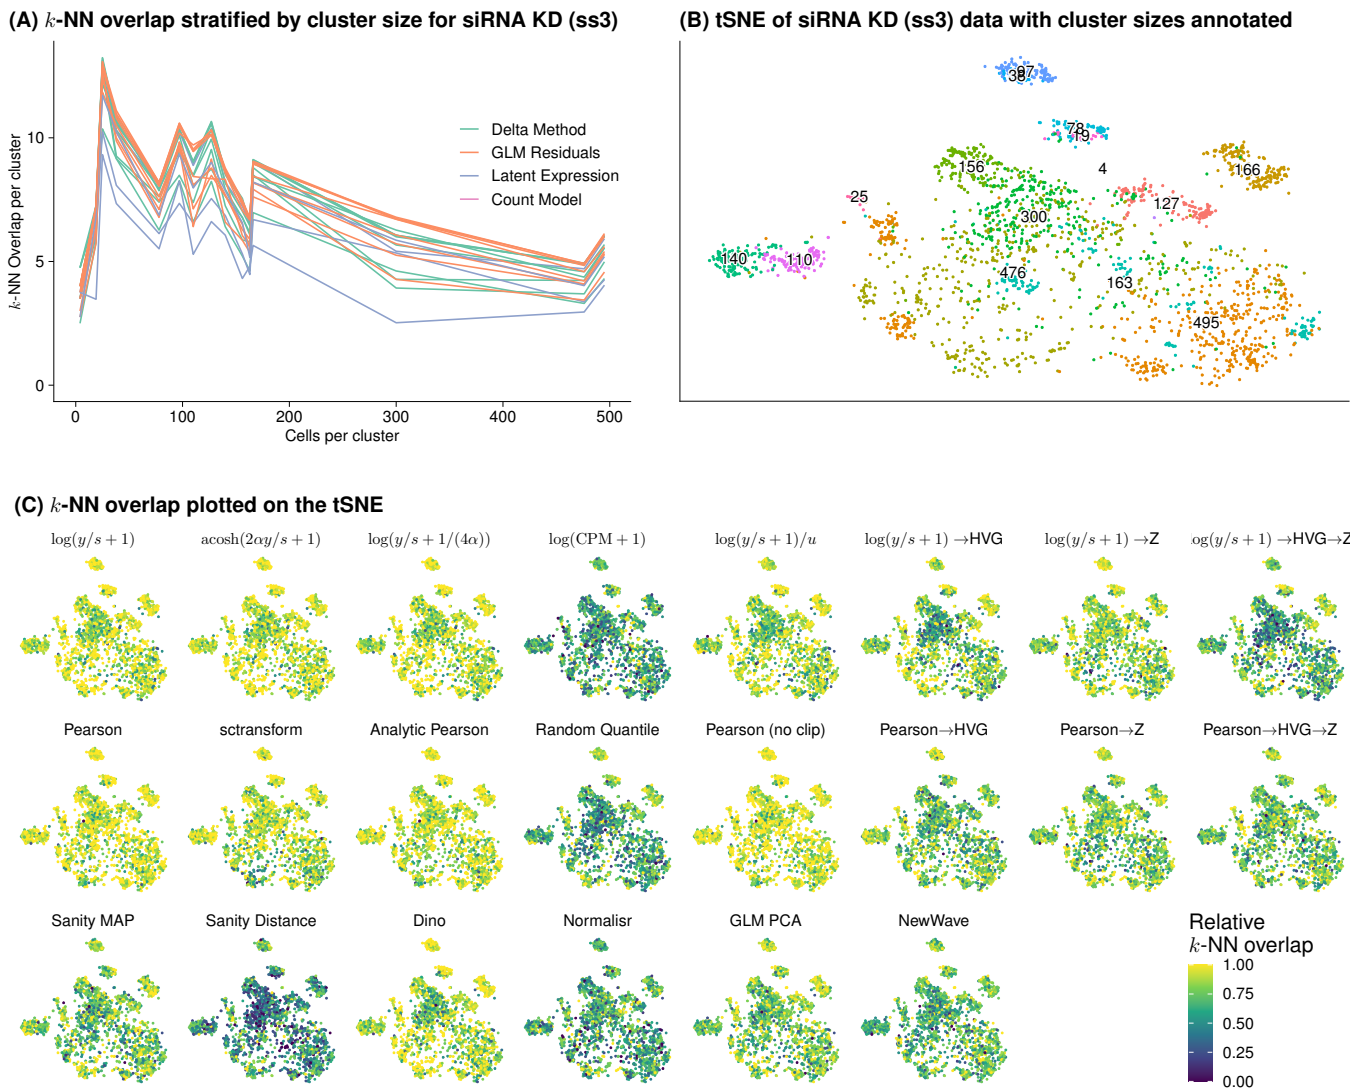 (A) k-NN overlap stratified by cluster size for siRNA KD (ss3)
k-NN Overlap per cluster
10
5
0
0 100 200 300 400 500
Cells per cluster
Delta Method
GLM Residuals
Latent Expression
Count Model
(B) tSNE of siRNA KD (ss3) data with cluster sizes annotated
97
38
78
19
4
156
166
25
127
300
140
110
476
163
495
(C) k-NN overlap plotted on the tSNE
log(y/s + 1) acosh(2αy/s + 1) log(y/s + 1/(4α)) log(CPM + 1) log(y/s + 1)/u log(y/s + 1) →HVG log(y/s + 1) →Z og(y/s + 1) →HVG→Z
Pearson sctransform Analytic Pearson Random Quantile Pearson (no clip) Pearson→HVG Pearson→Z Pearson→HVG→Z
Sanity MAP Sanity Distance Dino Normalisr GLM PCA NewWave
Relative
k-NN overlap
1.00
0.75
0.50
0.25
0.00